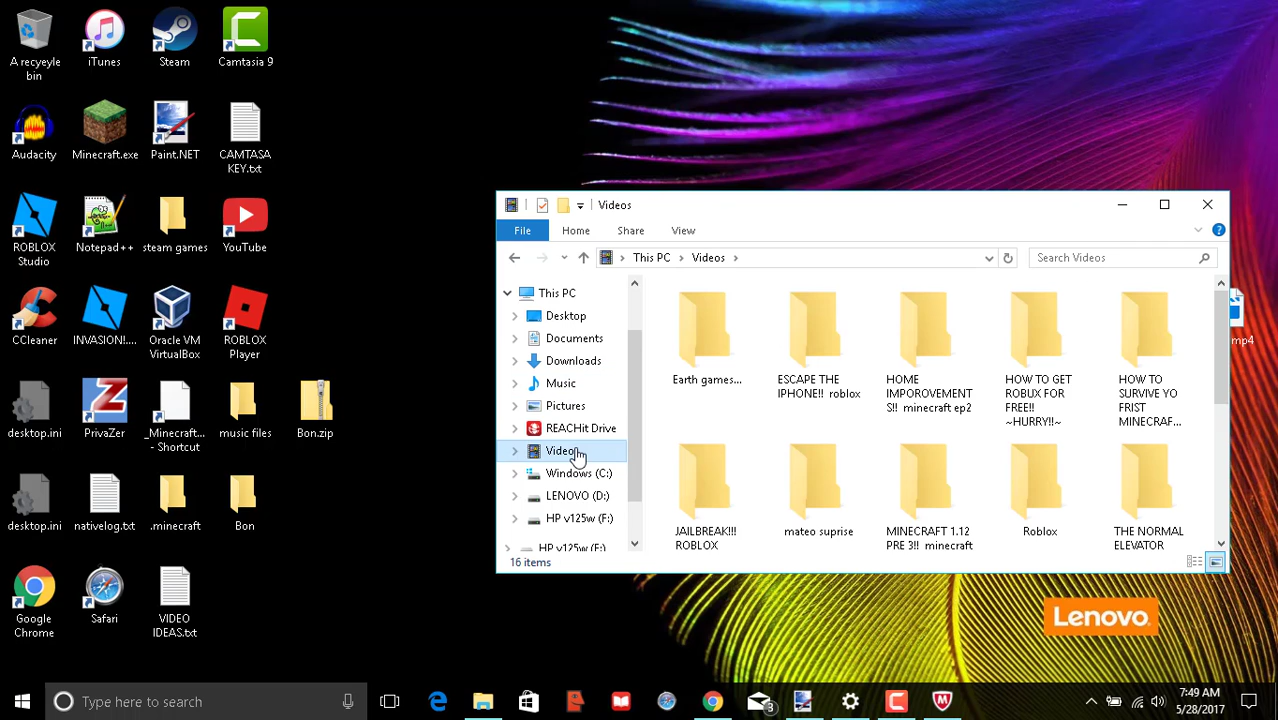 A recyeyle
bin
iTunes
Steam
Camtasia 9
Audacity
Minecraft.exe
Paint.NET
CAMTASA
KEY.txt
ROBLOX
Studio
Notepad++
steam games
YouTube
CCleaner
INVASION!....
Oracle VM
VirtualBox
ROBLOX
Player
desktop.ini
PrivaZer
_Minecraft...
- Shortcut
music files
Bon.zip
desktop.ini
nativelog.txt
.minecraft
Bon
Google
Chrome
Safari
VIDEO
IDEAS.txt
Videos
File
Home
Share
View
This PC
Videos
Search Videos
This PC
Desktop
Documents
Downloads
Music
Pictures
REACHit Drive
Videos
Windows (C:)
LENOVO (D:)
HP v125w (F:)
HP v125w (F:)
Earth games...
ESCAPE THE
IPHONE!! roblox
HOME
IMPOROVEMENT
S!! minecraft ep2
HOW TO GET
ROBUX FOR
FREE!!
~HURRY!!~
HOW TO
SURVIVE YO
FRIST
MINECRAF...
JAILBREAK!!!
ROBLOX
mateo suprise
MINECRAFT 1.12
PRE 3!! minecraft
Roblox
THE NORMAL
ELEVATOR
16 items
mp4
Lenovo
Type here to search
3
7:49 AM
5/28/2017